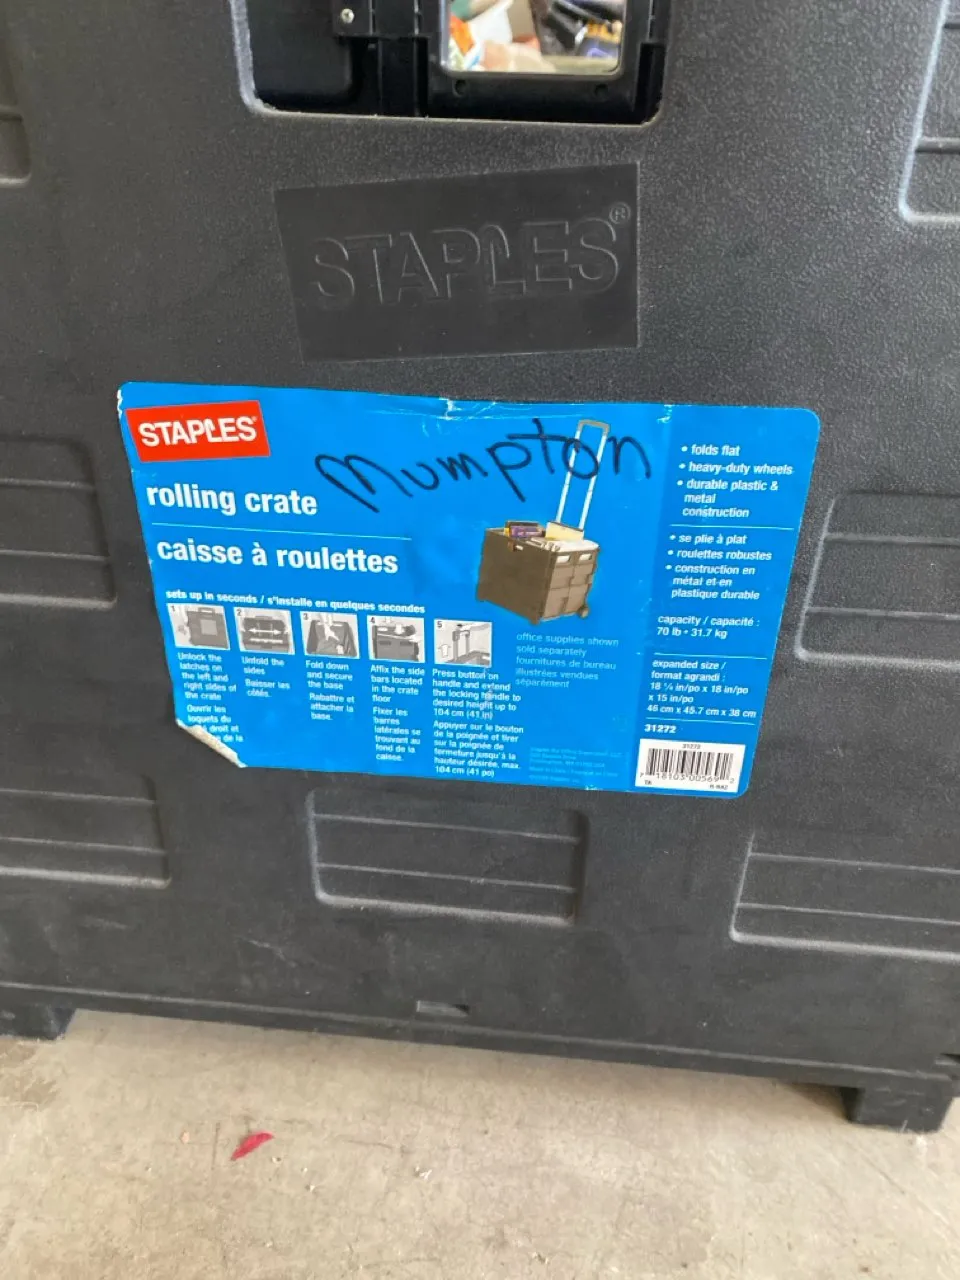 STAPLES®
STAPLES®
Mumpton
rolling crate
caisse à roulettes
• folds flat
• heavy-duty wheels
• durable plastic &
metal
construction
• se plie à plat
• roulettes robustes
• construction en
métal et en
plastique durable
capacity / capacité :
70 lb • 31.7 kg
expanded size /
format agrandi :
18 ¼ in/po x 18 in/po
x 15 in/po
46 cm x 45.7 cm x 38 cm
31272
31272
7 18103 00569 2
sets up in seconds / s'installe en quelques secondes
1
Unlock the
latches on
the left and
right sides of
the crate.
Ouvrir les
loquets du
droit et
de la
2
Unfold the
sides
Baisser les
côtés.
3
Fold down
and secure
the base
Rabattre et
attacher la
base.
4
Affix the side
bars located
in the crate
floor
Fixer les
barres
latérales se
trouvant au
fond de la
caisse.
5
Press button on
handle and extend
the locking handle to
desired height up to
104 cm (41 in)
Appuyer sur le bouton
de la poignée et tirer
sur la poignée de
fermeture jusqu'à la
hauteur désirée, max.
104 cm (41 po)
office supplies shown
sold separately
fournitures de bureau
illustrées vendues
séparément